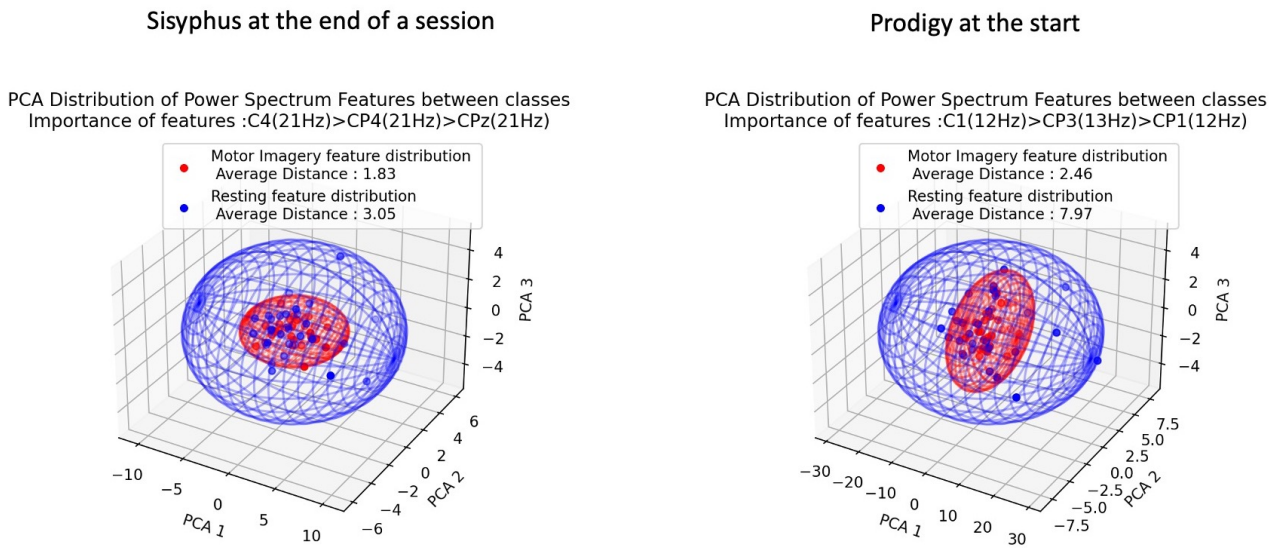 Sisyphus at the end of a session
PCA Distribution of Power Spectrum Features between classes
Importance of features :C4(21Hz)>CP4(21Hz)>CPz(21Hz)
Motor Imagery feature distribution
Average Distance : 1.83
Resting feature distribution
Average Distance : 3.05
4
2
0
−2
−4
PCA 3
6
4
2
0
−2
−4
−6
PCA 2
−10
−5
0
5
10
PCA 1
Prodigy at the start
PCA Distribution of Power Spectrum Features between classes
Importance of features :C1(12Hz)>CP3(13Hz)>CP1(12Hz)
Motor Imagery feature distribution
Average Distance : 2.46
Resting feature distribution
Average Distance : 7.97
4
2
0
−2
−4
PCA 3
7.5
5.0
2.5
0.0
−2.5
−5.0
−7.5
PCA 2
−30
−20
−10
0
10
20
30
PCA 1